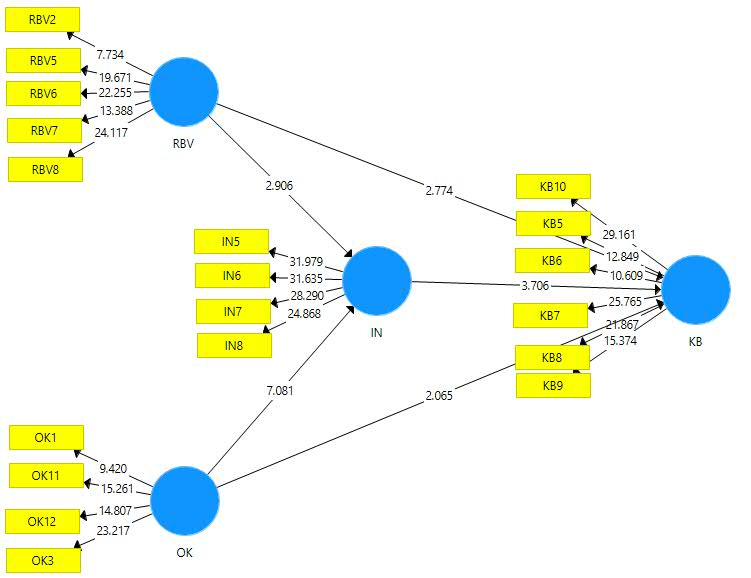 RBV2
7.734
RBV5
19.671
RBV6
22.255
RBV7
13.388
24.117
RBV8
RBV
2.906
2.774
KB10
KB5
29.161
12.849
KB6
10.609
IN5
31.979
IN6
31.635
28.290
IN7
24.868
IN8
IN
3.706
25.765
KB7
21.867
15.374
KB8
KB9
KB
7.081
2.065
OK1
9.420
OK11
15.261
14.807
OK12
23.217
OK3
OK